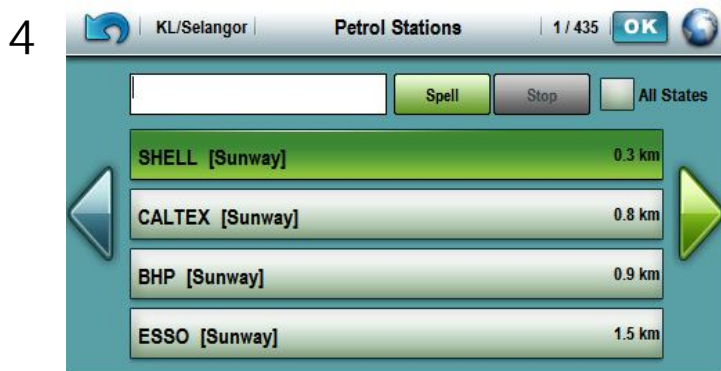 4
KL/Selangor Petrol Stations 1 / 435 OK
Spell Stop All States
SHELL [Sunway] 0.3 km
CALTEX [Sunway] 0.8 km
BHP [Sunway] 0.9 km
ESSO [Sunway] 1.5 km